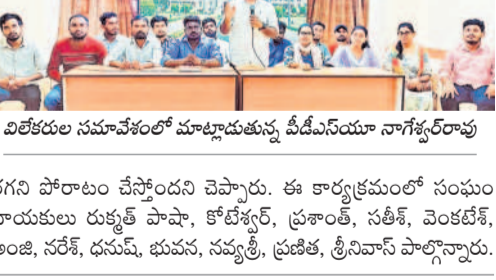 విలేకరుల సమావేశంలో మాట్లాడుతున్న పీడీఎస్‌యూ నాగేశ్వర్‌రావు
రగని పోరాటం చేస్తోందని చెప్పారు. ఈ కార్యక్రమంలో సంఘం
నాయకులు రుక్మత్ పాషా, కోటేశ్వర్, ప్రశాంత్, సతీశ్, వెంకటేశ్,
అంజి, నరేశ్, ధనుష్, భువన, నవ్యశ్రీ, ప్రణిత, శ్రీనివాస్ పాల్గొన్నారు.